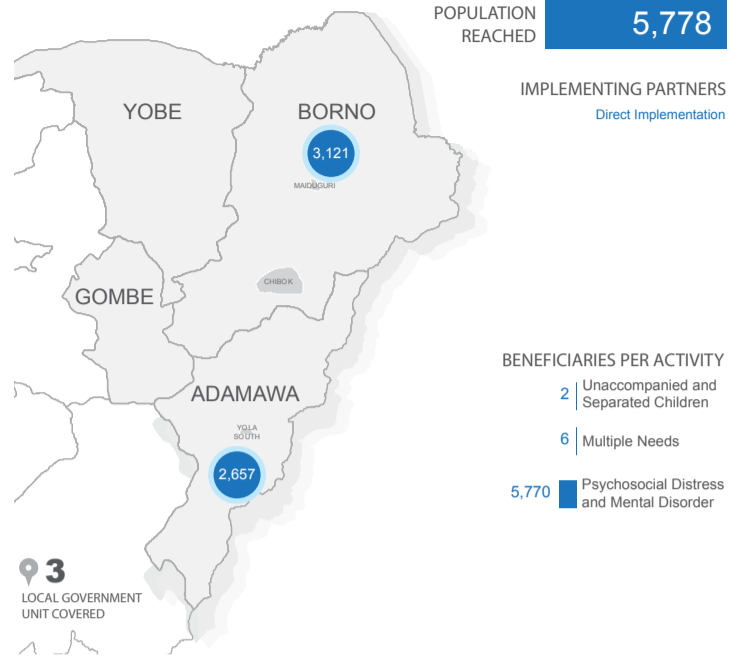 POPULATION
REACHED
5,778
IMPLEMENTING PARTNERS
Direct Implementation
YOBE
BORNO
3,121
MAIDUGURI
CHIBOK
GOMBE
ADAMAWA
YOLA
SOUTH
2,657
BENEFICIARIES PER ACTIVITY
2
Unaccompanied and
Separated Children
6
Multiple Needs
5,770
Psychosocial Distress
and Mental Disorder
3
LOCAL GOVERNMENT
UNIT COVERED